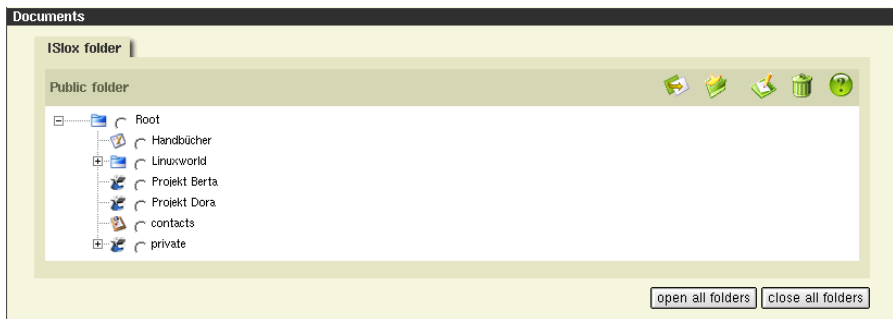 Documents
ISlox folder
Public folder
Root
Handbücher
Linuxworld
Projekt Berta
Projekt Dora
contacts
private
open all folders close all folders